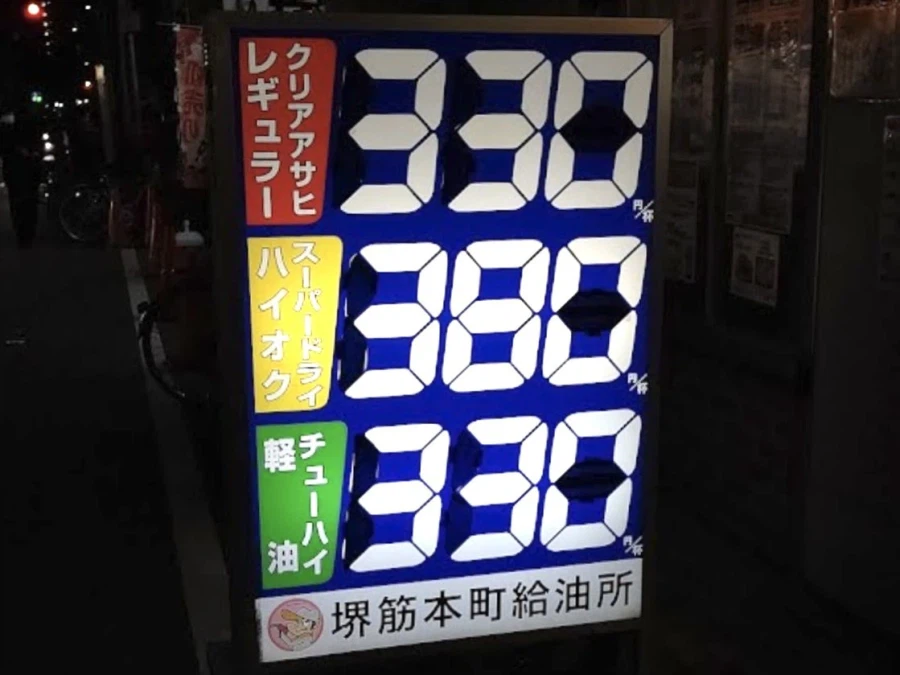 クリアアサヒ
レギュラー
330
円/杯
スーパードライ
ハイオク
380
円/杯
チューハイ
軽油
330
円/杯
堺筋本町給油所